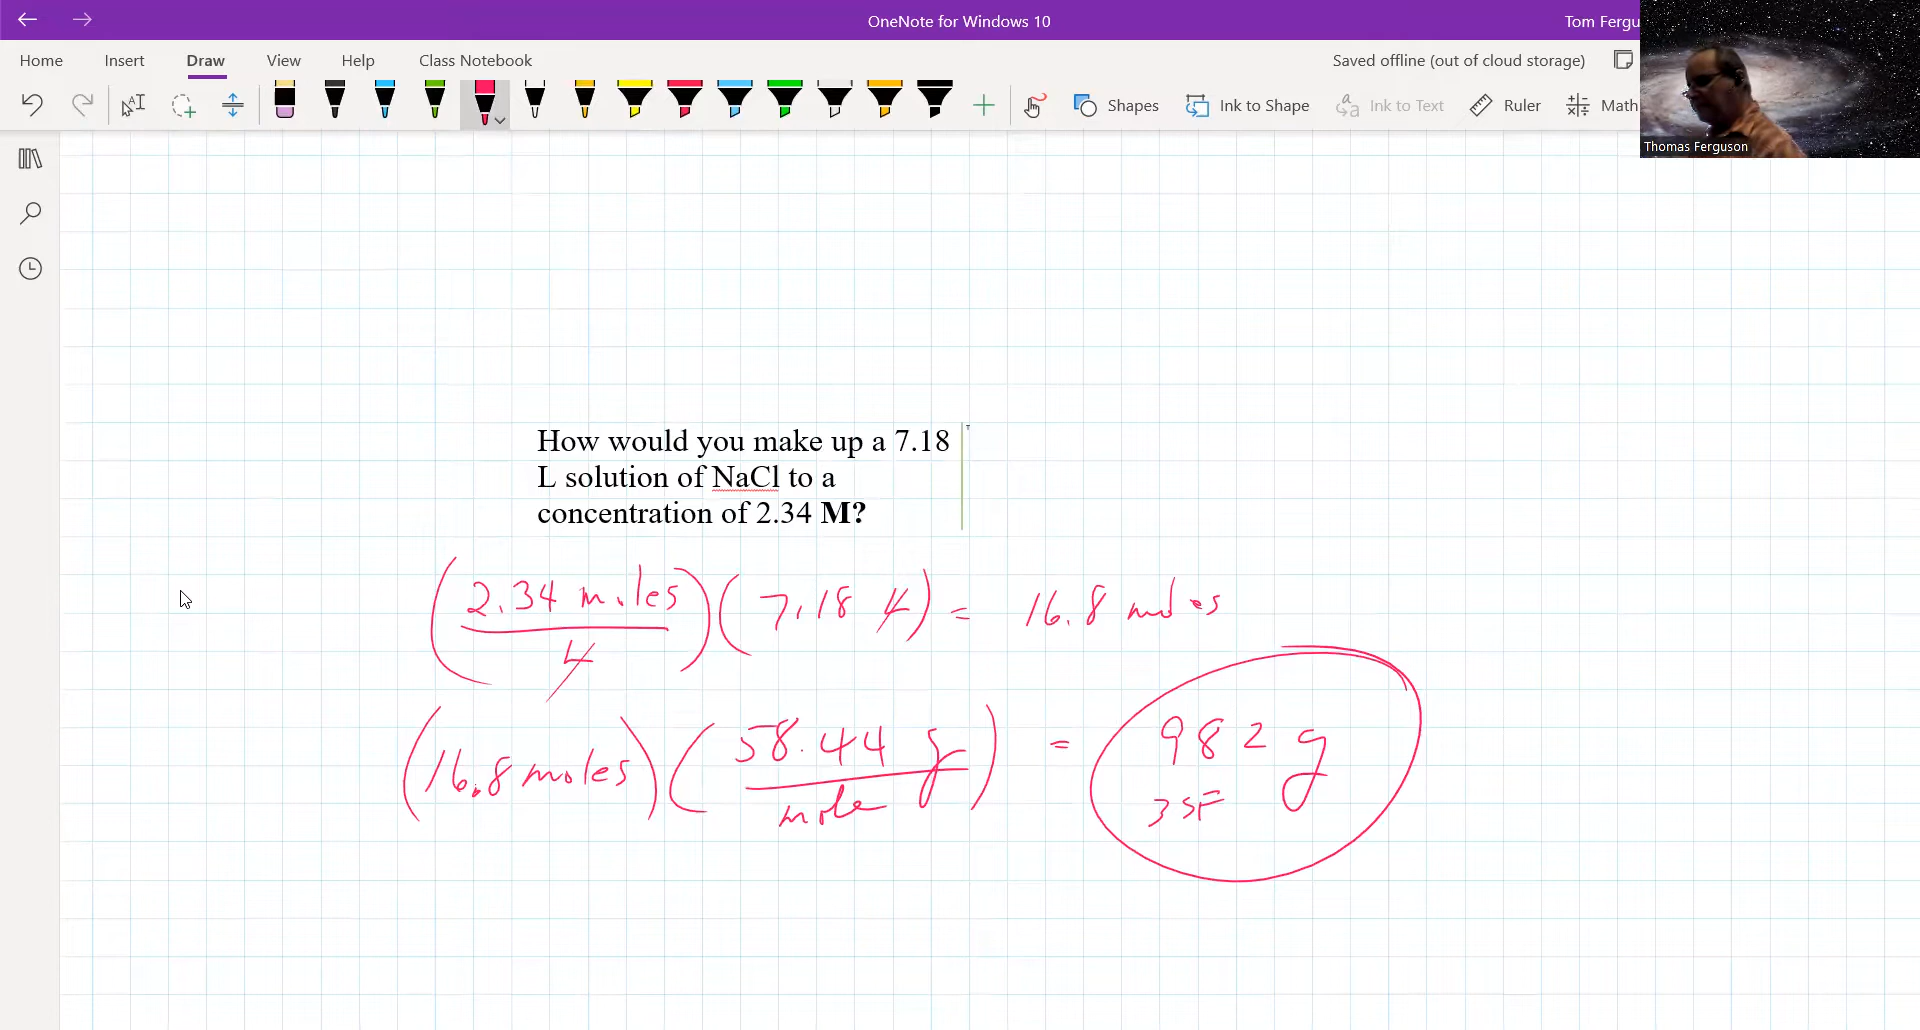 OneNote for Windows 10
Tom Fergu
Home Insert Draw View Help Class Notebook
Saved offline (out of cloud storage)
Shapes Ink to Shape Ink to Text Ruler Math
Thomas Ferguson
How would you make up a 7.18
L solution of NaCl to a
concentration of 2.34 M?
(2.34 moles / L) (7.18 L) = 16.8 moles
(16.8 moles) (58.44 g / mole) = 982 g
3 SF